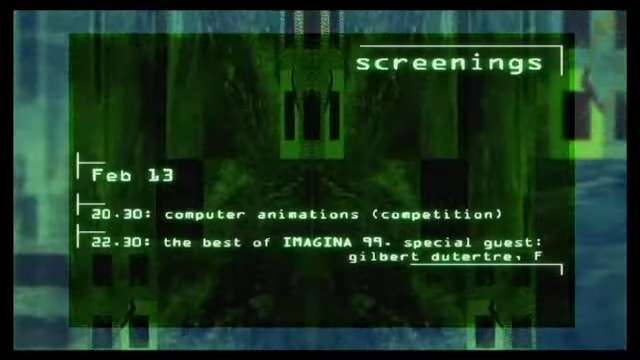 screenings
Feb 13
20.30: computer animations (competition)
22.30: the best of IMAGINA 99. special guest:
gilbert dutertre, F